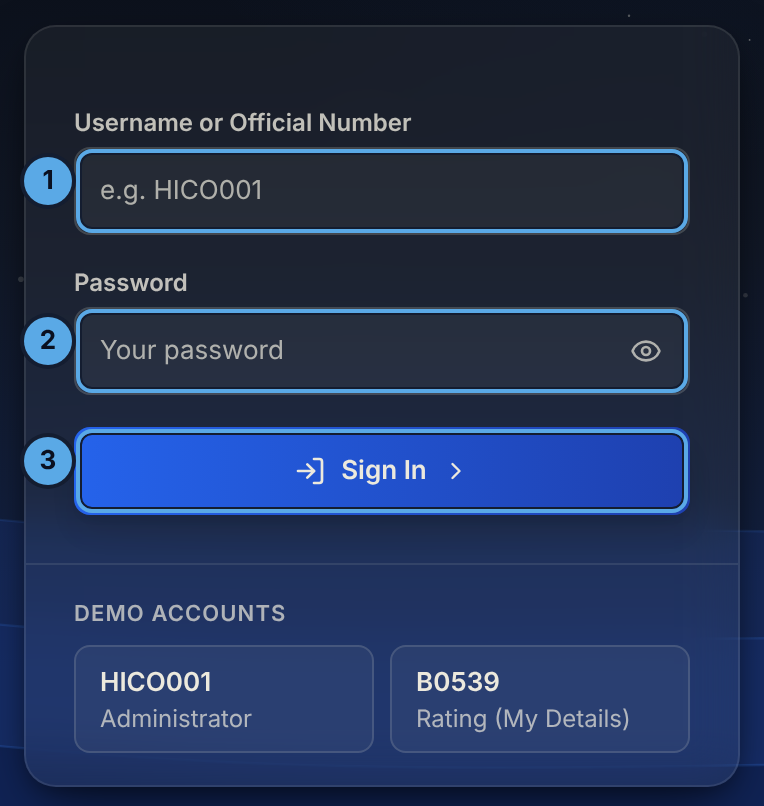 Username or Official Number
1
e.g. HICO001
Password
2
Your password
3
Sign In
DEMO ACCOUNTS
HICO001
Administrator
B0539
Rating (My Details)